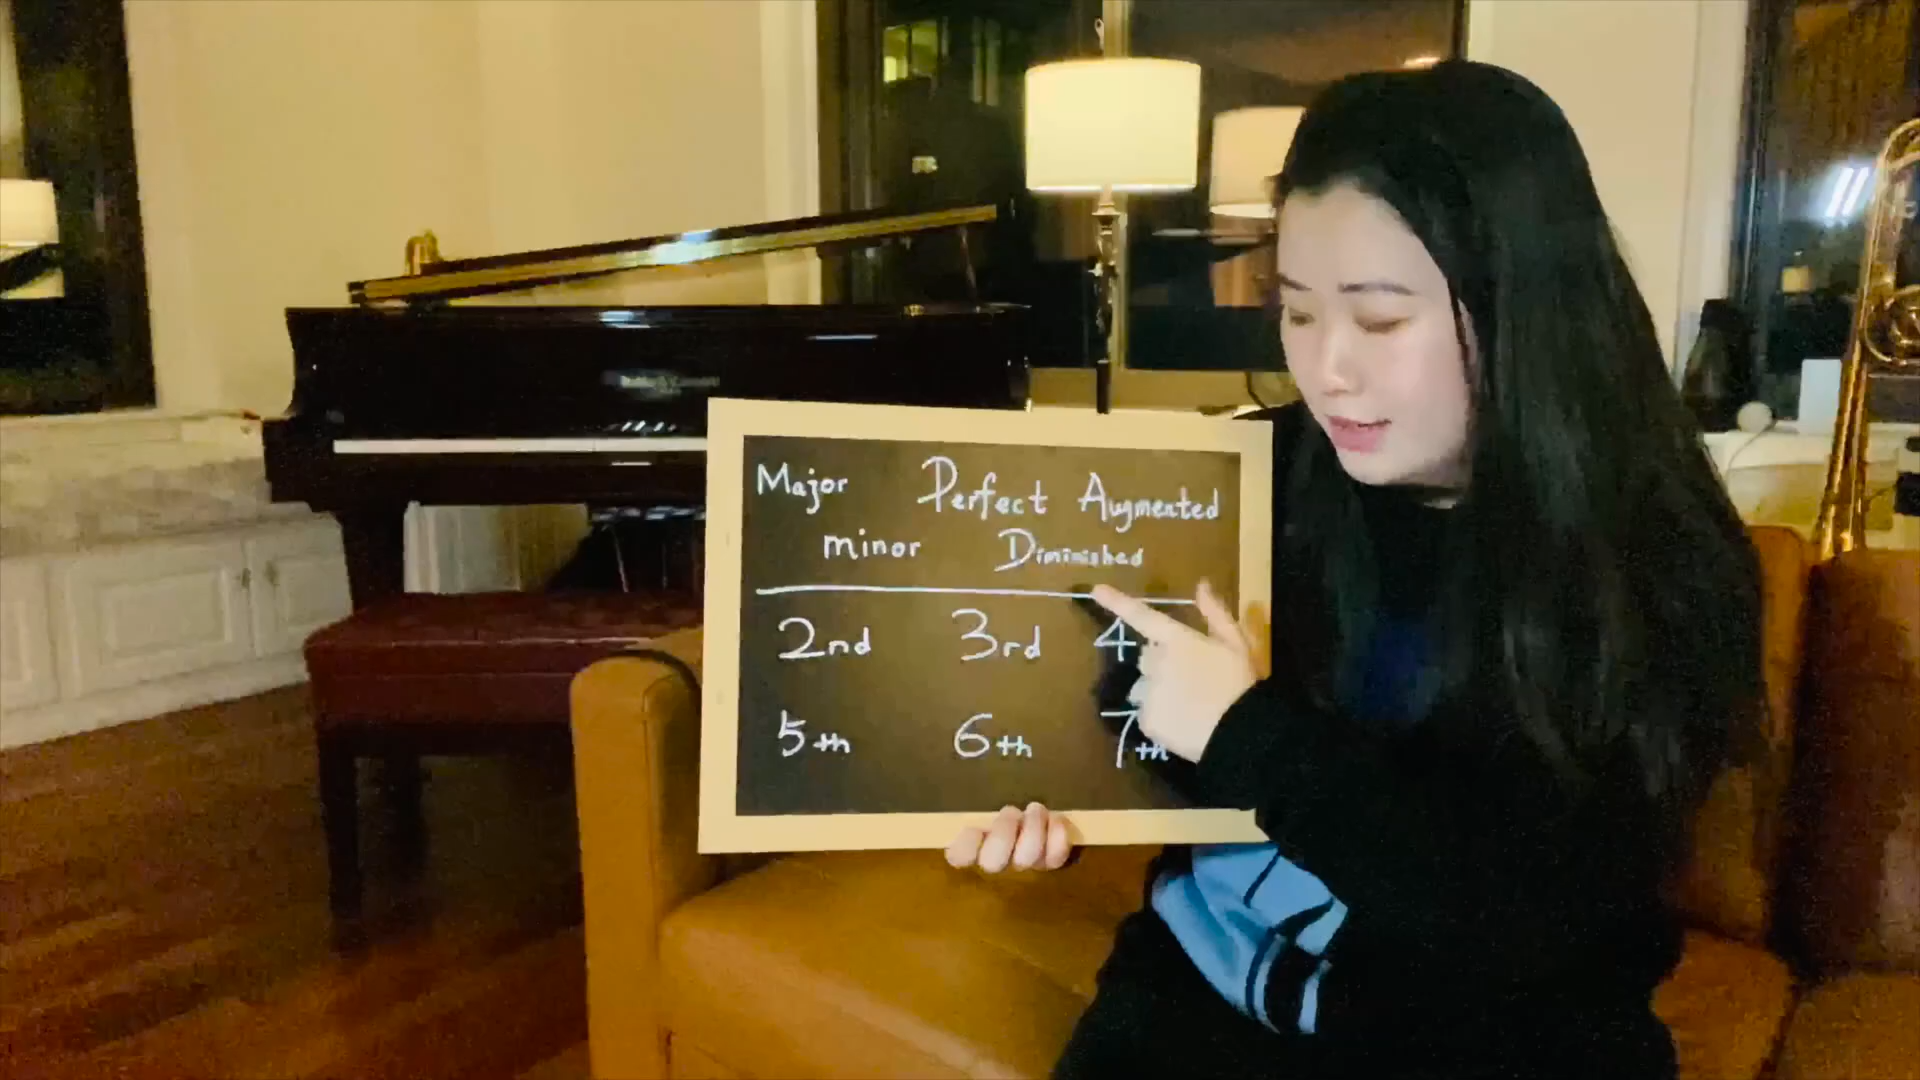 Major Perfect Augmented
minor Diminished
2nd 3rd 4
5th 6th 7th